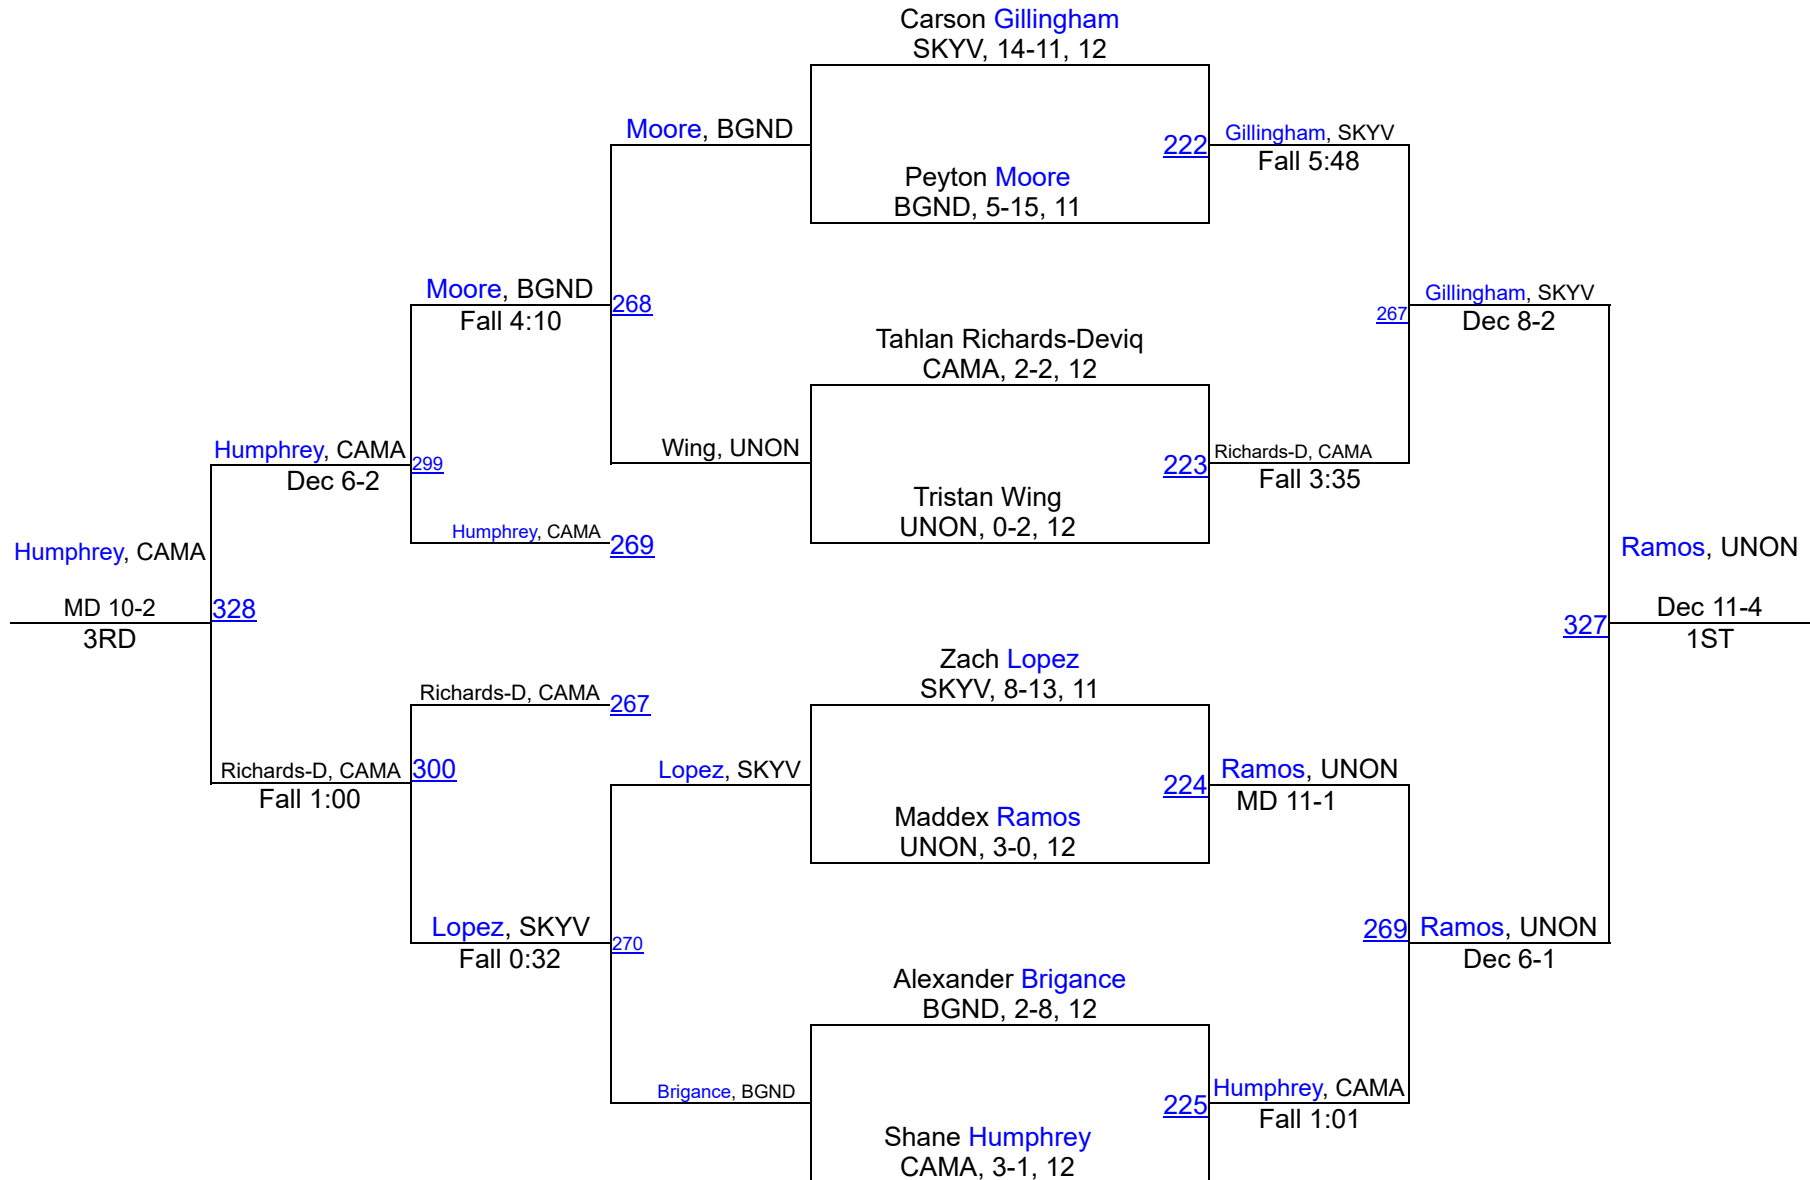 Carson Gillingham
SKYV, 14-11, 12
Moore, BGND
222
Gillingham, SKYV
Fall 5:48
Peyton Moore
BGND, 5-15, 11
Moore, BGND
Fall 4:10
268
Gillingham, SKYV
267
Dec 8-2
Tahlan Richards-Deviq
CAMA, 2-2, 12
Humphrey, CAMA
Dec 6-2
299
Wing, UNON
223
Richards-D, CAMA
Fall 3:35
Tristan Wing
UNON, 0-2, 12
Humphrey, CAMA
269
Humphrey, CAMA
MD 10-2
3RD
328
Ramos, UNON
327
Dec 11-4
1ST
Zach Lopez
SKYV, 8-13, 11
Richards-D, CAMA
267
Richards-D, CAMA
Fall 1:00
300
Lopez, SKYV
224
Ramos, UNON
MD 11-1
Maddex Ramos
UNON, 3-0, 12
Lopez, SKYV
Fall 0:32
270
269
Ramos, UNON
Dec 6-1
Alexander Brigance
BGND, 2-8, 12
Brigance, BGND
225
Humphrey, CAMA
Fall 1:01
Shane Humphrey
CAMA, 3-1, 12